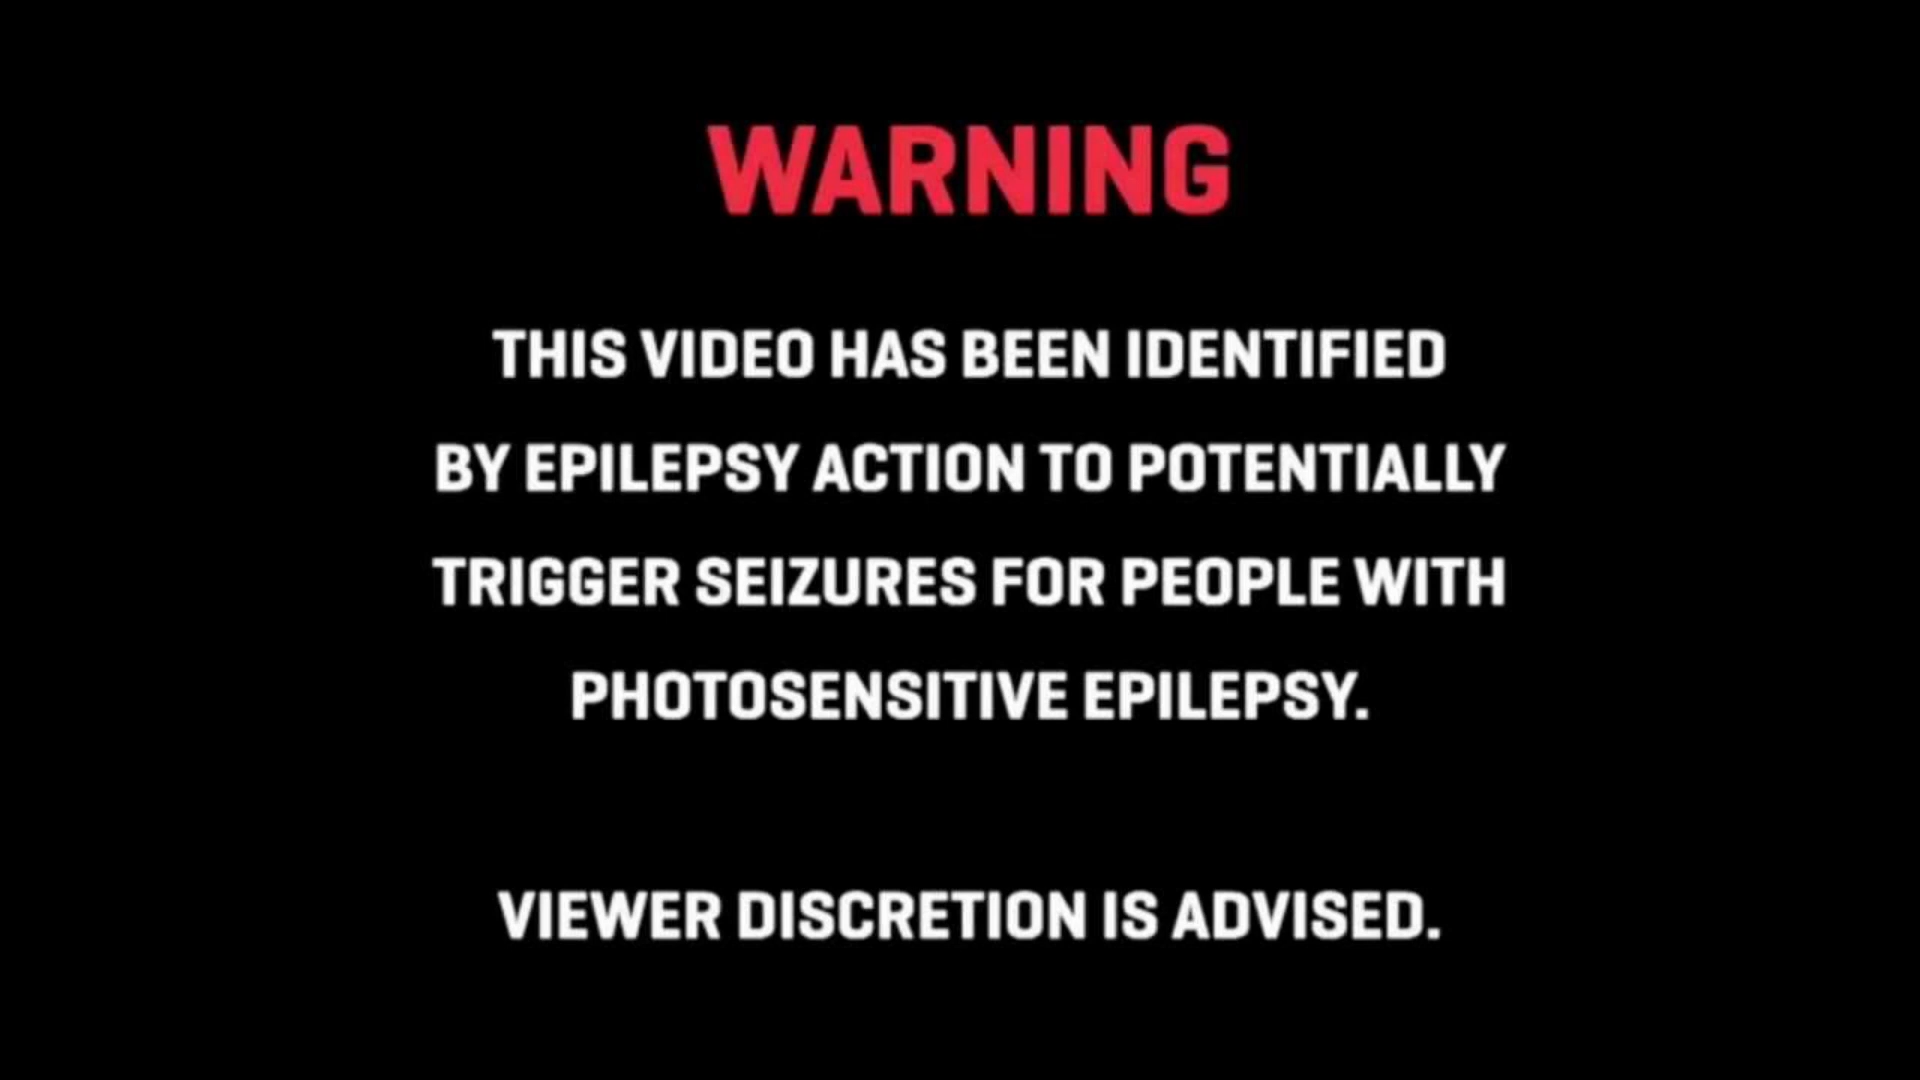 WARNING
THIS VIDEO HAS BEEN IDENTIFIED
BY EPILEPSY ACTION TO POTENTIALLY
TRIGGER SEIZURES FOR PEOPLE WITH
PHOTOSENSITIVE EPILEPSY.
VIEWER DISCRETION IS ADVISED.